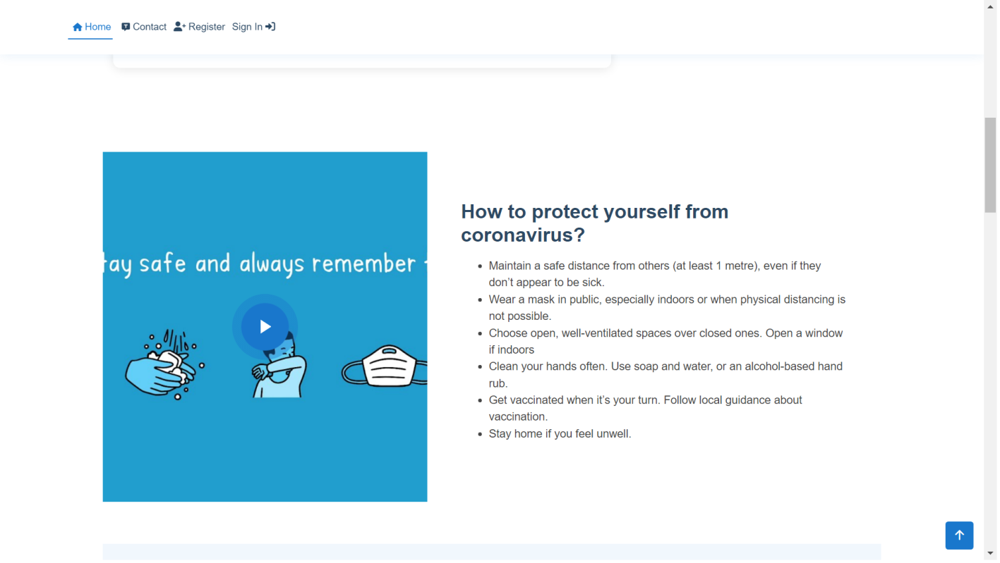 Home Contact Register Sign In
tay safe and always remember
How to protect yourself from
coronavirus?
• Maintain a safe distance from others (at least 1 metre), even if they
don’t appear to be sick.
• Wear a mask in public, especially indoors or when physical distancing is
not possible.
• Choose open, well-ventilated spaces over closed ones. Open a window
if indoors
• Clean your hands often. Use soap and water, or an alcohol-based hand
rub.
• Get vaccinated when it’s your turn. Follow local guidance about
vaccination.
• Stay home if you feel unwell.